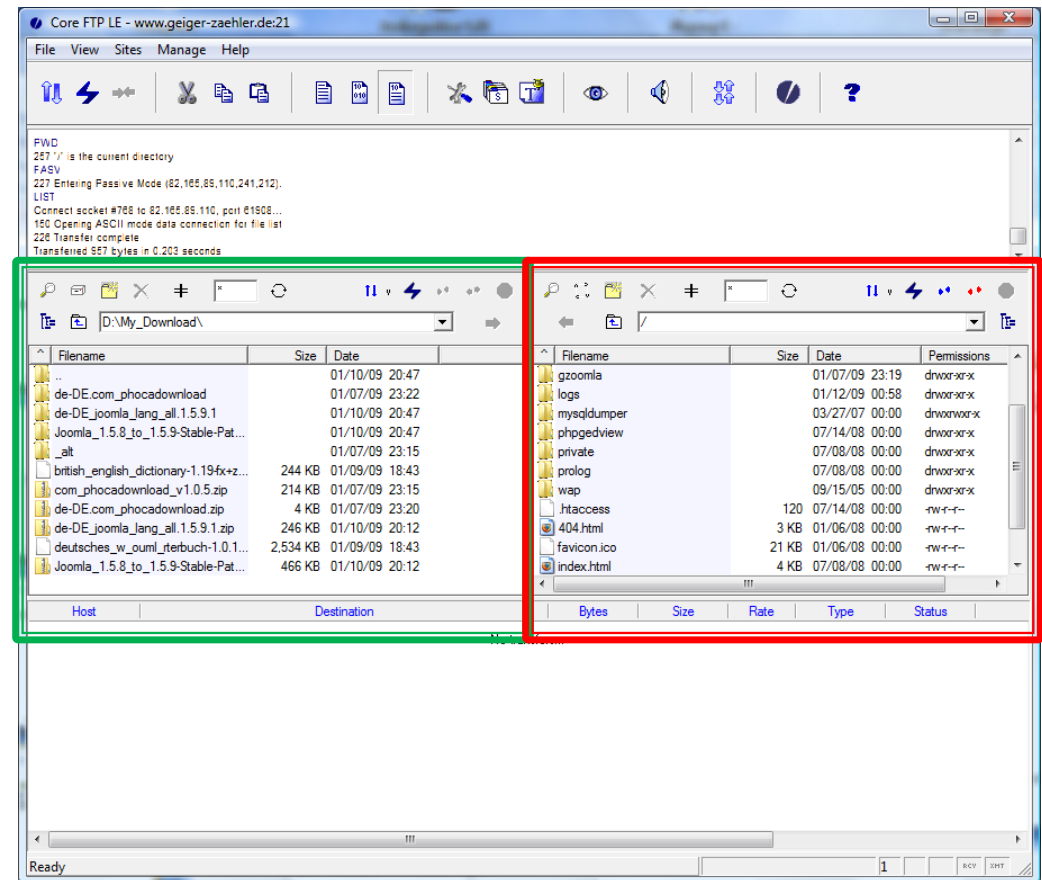 Core FTP LE - www.geiger-zaehler.de:21
File View Sites Manage Help
PWD
257 "/" is the current directory
PASV
227 Entering Passive Mode (82,165,89,110,241,212).
LIST
Connect socket #768 to 82.165.89.110, port 61908...
150 Opening ASCII mode data connection for file list
226 Transfer complete
Transferred 957 bytes in 0.203 seconds
D:\My_Download\
Filename Size Date
.. 01/10/09 20:47
de-DE.com_phocadownload 01/07/09 23:22
de-DE_joomla_lang_all.1.5.9.1 01/10/09 20:47
Joomla_1.5.8_to_1.5.9-Stable-Pat... 01/10/09 20:47
_alt 01/07/09 23:15
british_english_dictionary-1.19-fx+z... 244 KB 01/09/09 18:43
com_phocadownload_v1.0.5.zip 214 KB 01/07/09 23:15
de-DE.com_phocadownload.zip 4 KB 01/07/09 23:20
de-DE_joomla_lang_all.1.5.9.1.zip 246 KB 01/10/09 20:12
deutsches_w_ouml_rterbuch-1.0.1... 2,534 KB 01/09/09 18:43
Joomla_1.5.8_to_1.5.9-Stable-Pat... 466 KB 01/10/09 20:12
/
Filename Size Date Permissions
gzoomla 01/07/09 23:19 drwxr-xr-x
logs 01/12/09 00:58 drwxr-xr-x
mysqldumper 03/27/07 00:00 drwxrwxr-x
phpgedview 07/14/08 00:00 drwxr-xr-x
private 07/08/08 00:00 drwxr-xr-x
prolog 07/08/08 00:00 drwxr-xr-x
wap 09/15/05 00:00 drwxr-xr-x
.htaccess 120 07/14/08 00:00 -rw-r--r--
404.html 3 KB 01/06/08 00:00 -rw-r--r--
favicon.ico 21 KB 01/06/08 00:00 -rw-r--r--
index.html 4 KB 07/08/08 00:00 -rw-r--r--
Host Destination Bytes Size Rate Type Status
Ready 1 RCV XMT